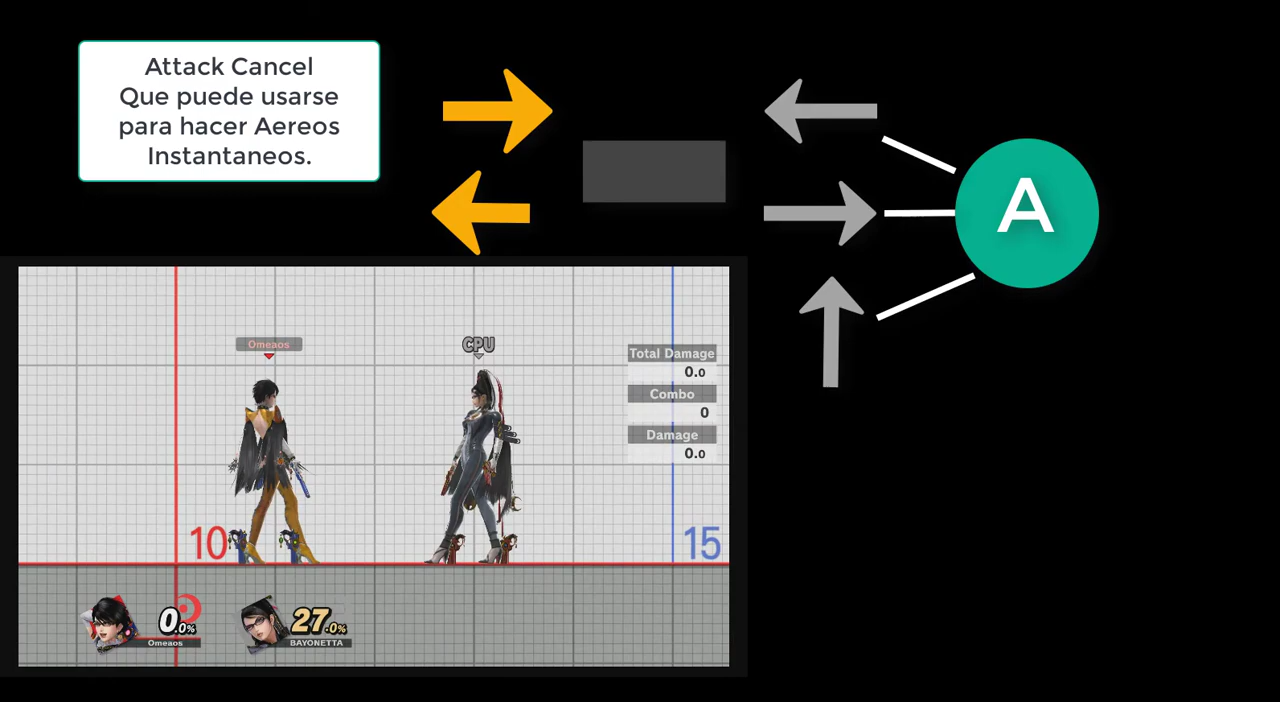 Attack Cancel
Que puede usarse
para hacer Aereos
Instantaneos.
A
Omeaos
CPU
Total Damage
0.0
Combo
0
Damage
0.0
10
15
0.0%
Omeaos
27.0%
BAYONETTA